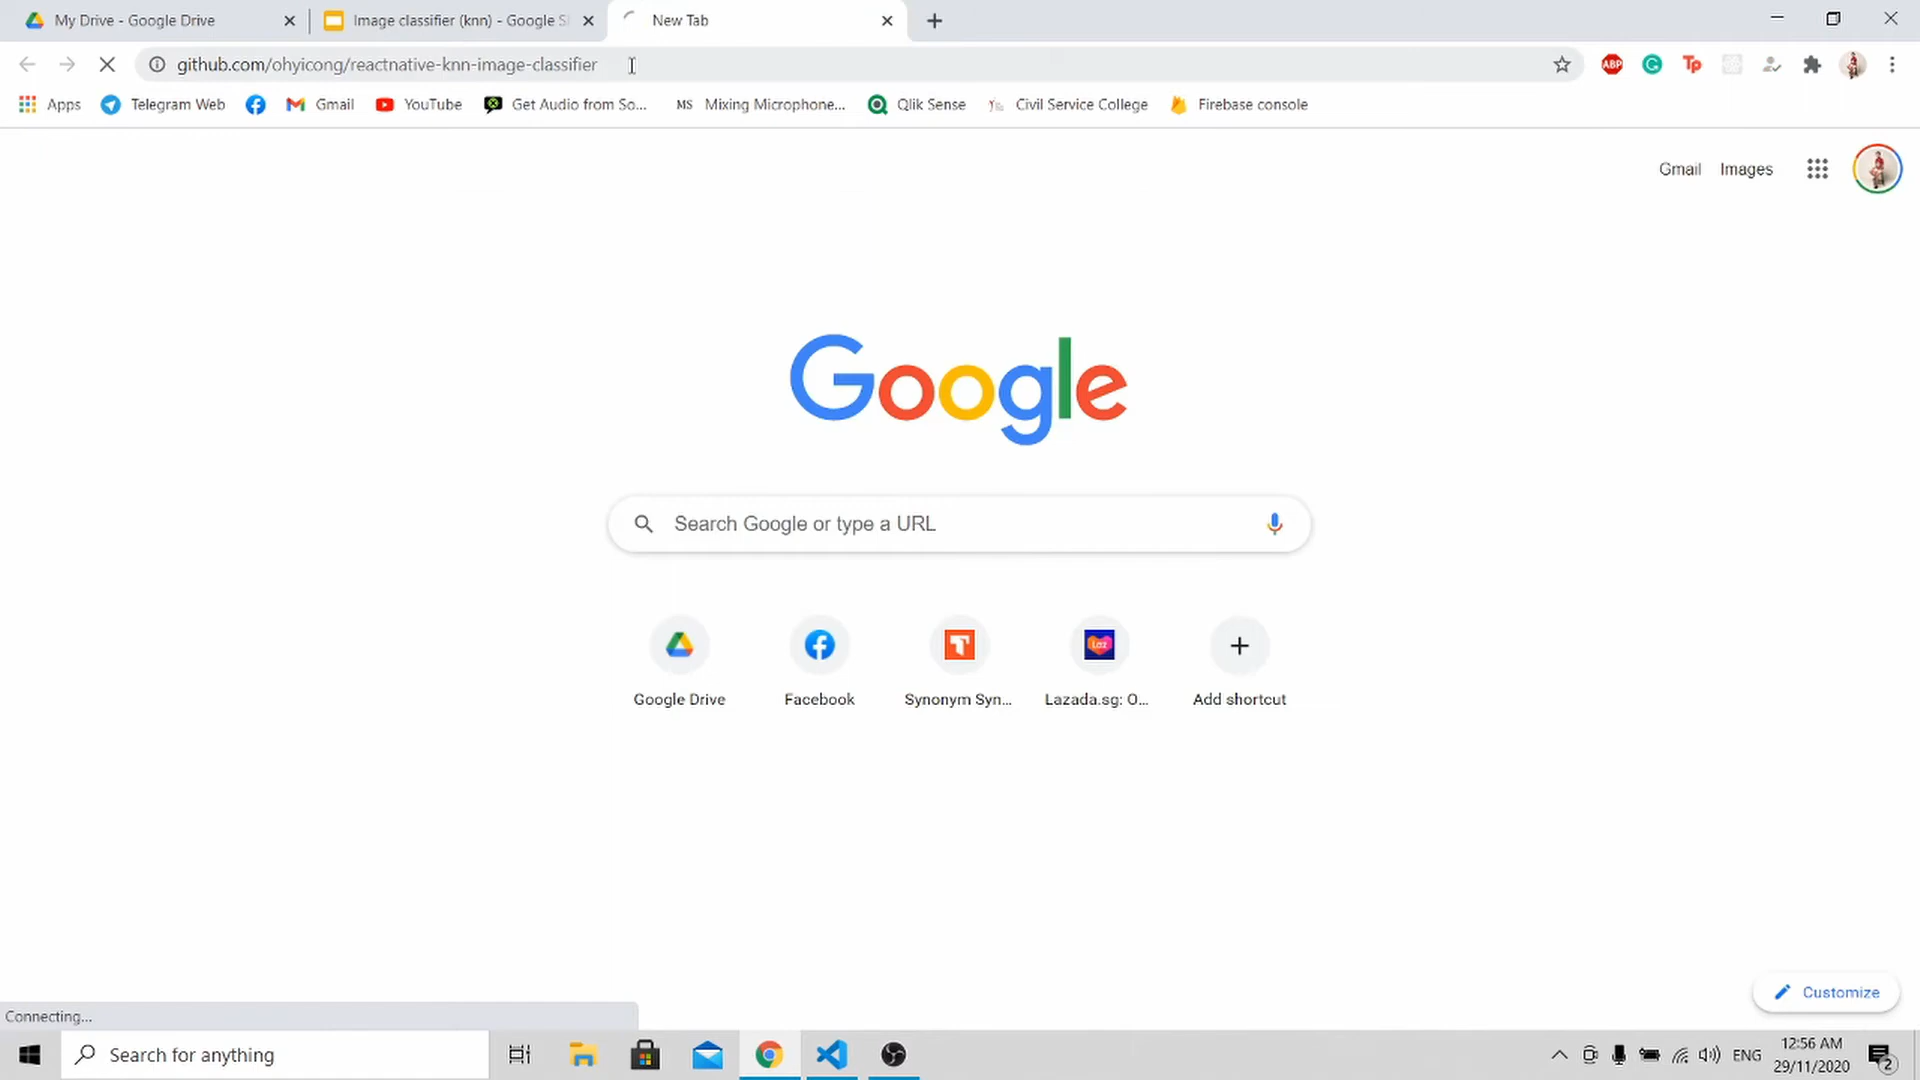 My Drive - Google Drive
Image classifier (knn) - Google S
New Tab
github.com/ohyicong/reactnative-knn-image-classifier
ABP
Tp
Apps
Telegram Web
Gmail
YouTube
Get Audio from So...
MS Mixing Microphone...
Qlik Sense
Civil Service College
Firebase console
Gmail
Images
Google
Search Google or type a URL
Google Drive
Facebook
Synonym Syn...
Lazada.sg: O...
Add shortcut
Customize
Connecting...
Search for anything
ENG
12:56 AM
29/11/2020
2